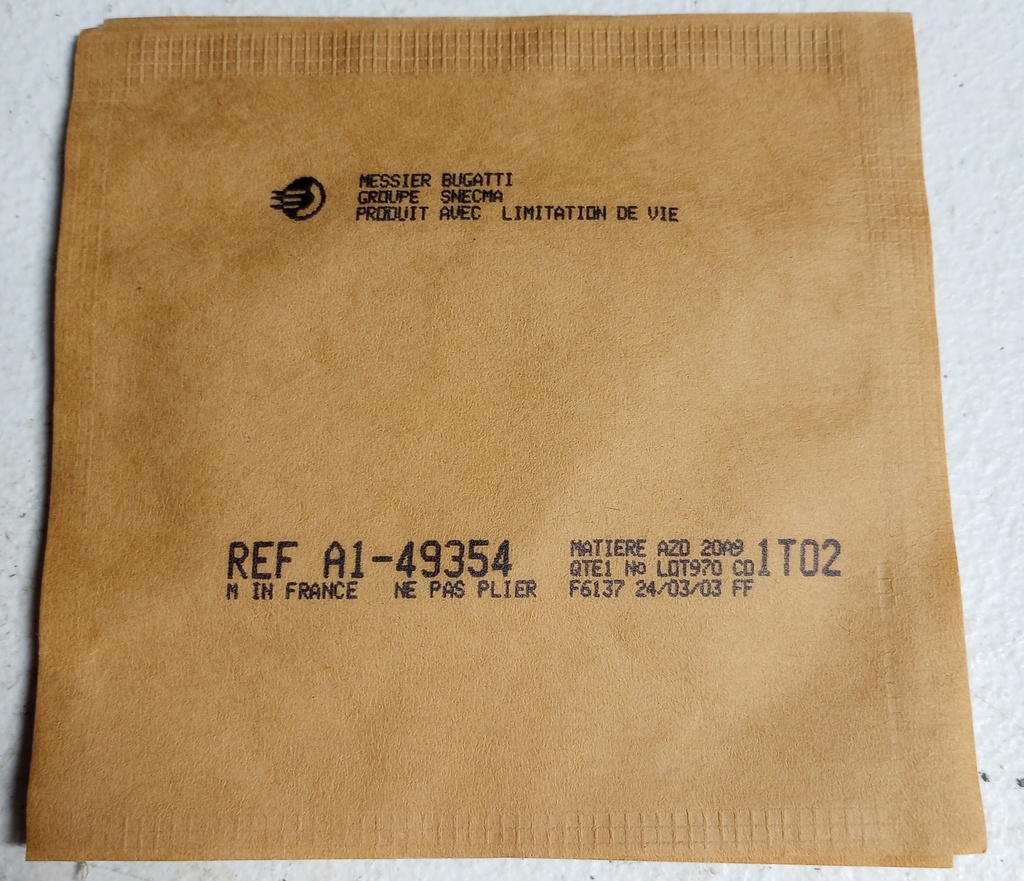 MESSIER BUGATTI
GROUPE SNECMA
PRODUIT AVEC LIMITATION DE VIE
REF A1-49354
M IN FRANCE NE PAS PLIER
MATIERE AZO 20A9
QTE1 No LOT970 CD 1T02
F6137 24/03/03 FF